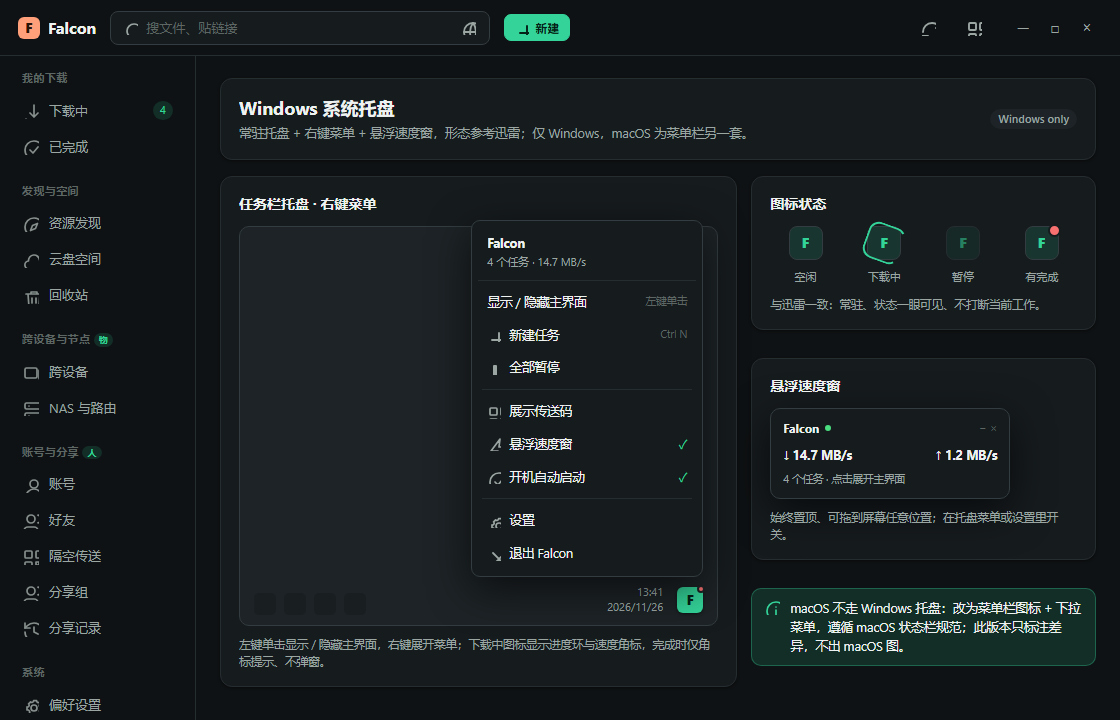 F Falcon
搜文件、贴链接
新建
我的下载
下载中 4
已完成
发现与空间
资源发现
云盘空间
回收站
跨设备与节点 物
跨设备
NAS 与路由
账号与分享 人
账号
好友
隔空传送
分享组
分享记录
系统
偏好设置
Windows 系统托盘
常驻托盘 + 右键菜单 + 悬浮速度窗，形态参考迅雷；仅 Windows，macOS 为菜单栏另一套。
Windows only
任务栏托盘 · 右键菜单
Falcon
4 个任务 · 14.7 MB/s
显示 / 隐藏主界面 左键单击
新建任务 Ctrl N
全部暂停
展示传送码
悬浮速度窗 ✓
开机自动启动 ✓
设置
退出 Falcon
13:41
2026/11/26
F
左键单击显示 / 隐藏主界面，右键展开菜单；下载中图标显示进度环与速度角标，完成时仅角
标提示、不弹窗。
图标状态
F F F F
空闲 下载中 暂停 有完成
与迅雷一致：常驻、状态一眼可见、不打断当前工作。
悬浮速度窗
Falcon
↓ 14.7 MB/s ↑ 1.2 MB/s
4 个任务 · 点击展开主界面
始终置顶、可拖到屏幕任意位置；在托盘菜单或设置里开
关。
macOS 不走 Windows 托盘：改为菜单栏图标 + 下拉
菜单，遵循 macOS 状态栏规范；此版本只标注差
异，不出 macOS 图。